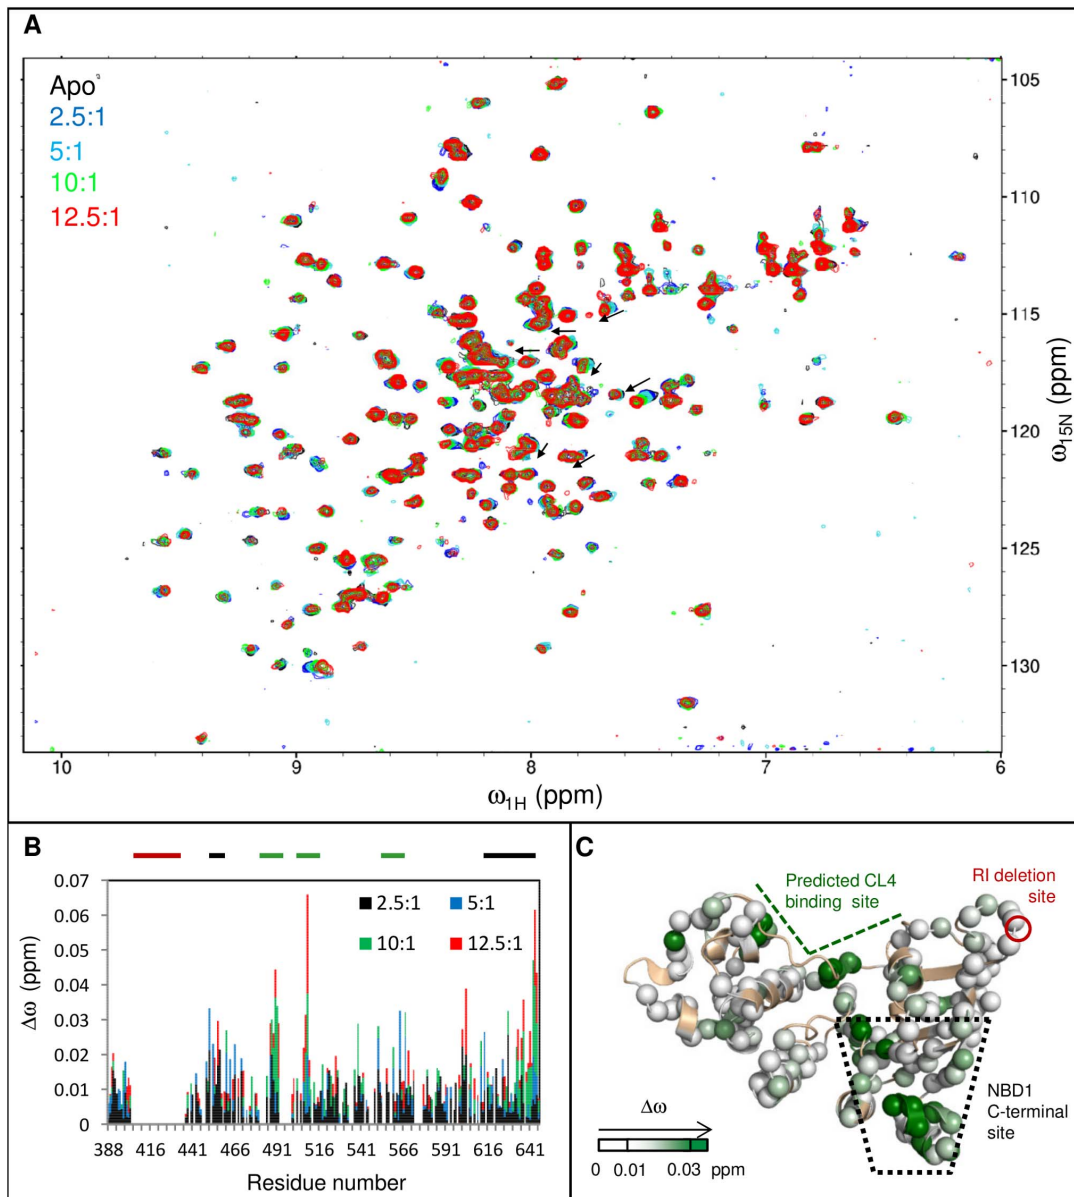 A
Apo
2.5:1
5:1
10:1
12.5:1
105
110
115
120
125
130
ω15N (ppm)
10
9
8
7
6
ω1H (ppm)
B
0.07
0.06
0.05
0.04
0.03
0.02
0.01
0
Δω (ppm)
2.5:1
5:1
10:1
12.5:1
388
416
441
466
491
516
541
566
591
616
641
Residue number
C
Predicted CL4
binding site
RI deletion
site
NBD1
C-terminal
site
Δω
0
0.01
0.03
ppm